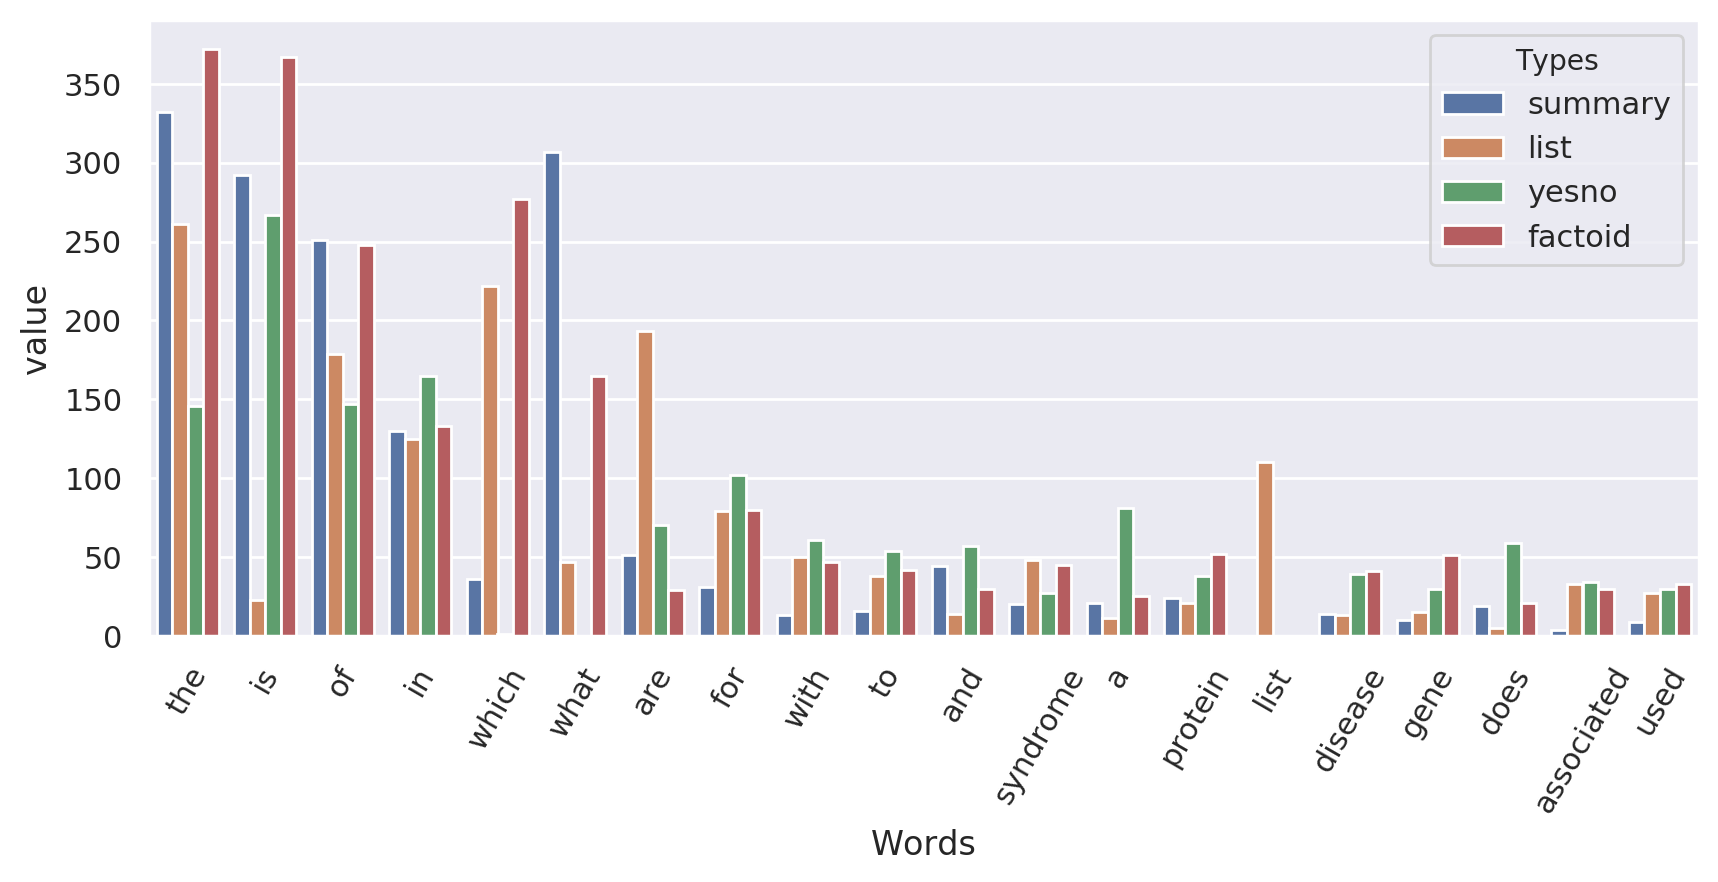 Types
summary
list
yesno
factoid
value
350
300
250
200
150
100
50
0
the is of in which what are for with to and syndrome a protein list disease gene does associated used
Words